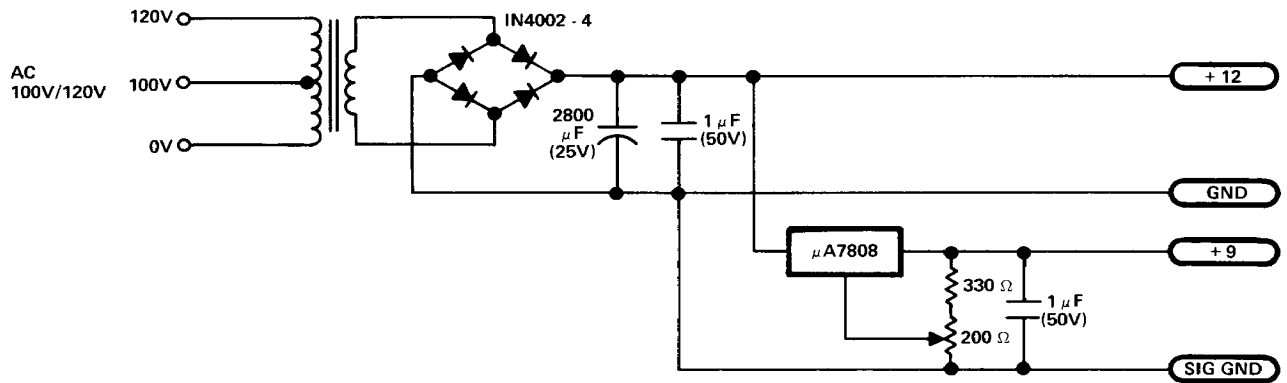 120V
IN4002 - 4
AC
100V/120V
100V
0V
2800
μF
(25V)
1 μF
(50V)
+ 12
GND
μA7808
+ 9
330 Ω
1 μF
(50V)
200 Ω
SIG GND